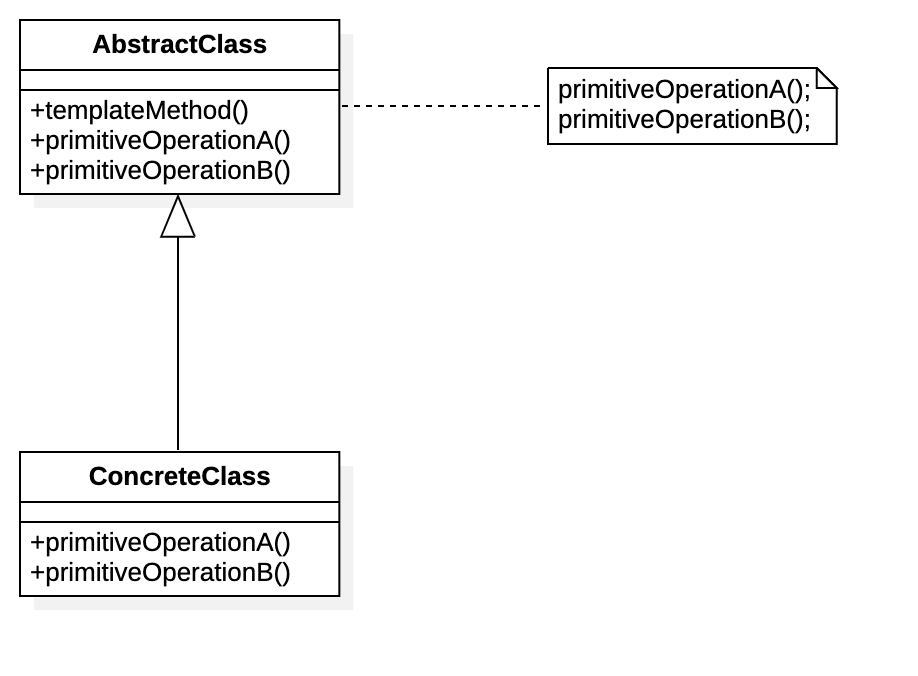 AbstractClass
+templateMethod()
+primitiveOperationA()
+primitiveOperationB()
primitiveOperationA();
primitiveOperationB();
ConcreteClass
+primitiveOperationA()
+primitiveOperationB()